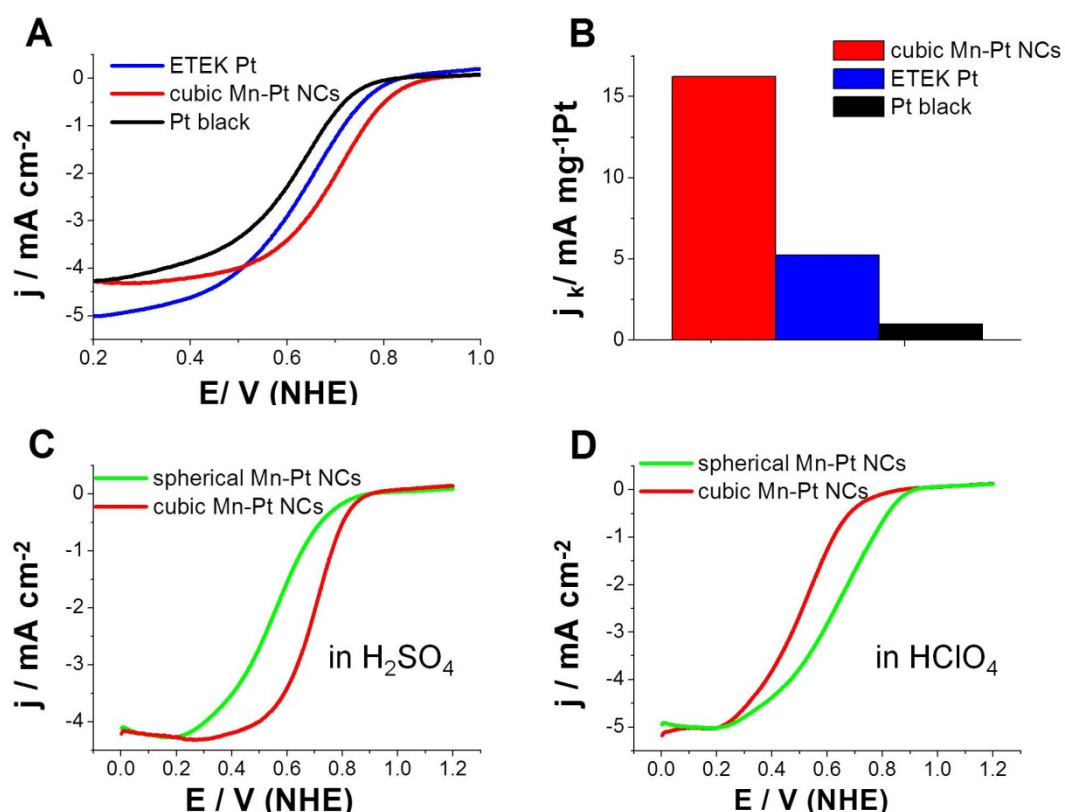 A
ETEK Pt
cubic Mn-Pt NCs
Pt black
0
-1
-2
-3
-4
-5
j / mA cm-2
0.2 0.4 0.6 0.8 1.0
E/ V (NHE)
B
cubic Mn-Pt NCs
ETEK Pt
Pt black
15
10
5
0
j k/ mA mg-1Pt
C
spherical Mn-Pt NCs
cubic Mn-Pt NCs
0
-1
-2
-3
-4
j / mA cm-2
in H2SO4
0.0 0.2 0.4 0.6 0.8 1.0 1.2
E / V (NHE)
D
spherical Mn-Pt NCs
cubic Mn-Pt NCs
0
-1
-2
-3
-4
-5
j / mA cm-2
in HClO4
0.0 0.2 0.4 0.6 0.8 1.0 1.2
E / V (NHE)